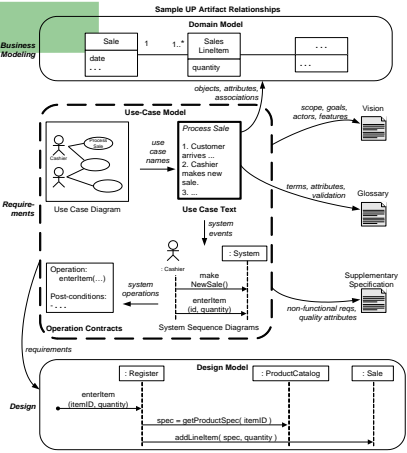 Sample UP Artifact Relationships
Domain Model
Business
Modeling
Sale
1
1..*
Sales
LineItem
. . .
date
. . .
quantity
. . .
objects, attributes,
associations
Use-Case Model
Process
Sale
Cashier
Use Case Diagram
use
case
names
Process Sale
1. Customer
arrives ...
2. Cashier
makes new
sale.
3. ...
Use Case Text
scope, goals,
actors, features
Vision
terms, attributes,
validation
Glossary
Require-
ments
system
events
: Cashier
: System
Operation:
enterItem(…)
Post-conditions:
- . . .
system
operations
make
NewSale()
enterItem
(id, quantity)
Operation Contracts
System Sequence Diagrams
Supplementary
Specification
non-functional reqs,
quality attributes
requirements
Design Model
Design
: Register
: ProductCatalog
: Sale
enterItem
(itemID, quantity)
spec = getProductSpec( itemID )
addLineItem( spec, quantity )